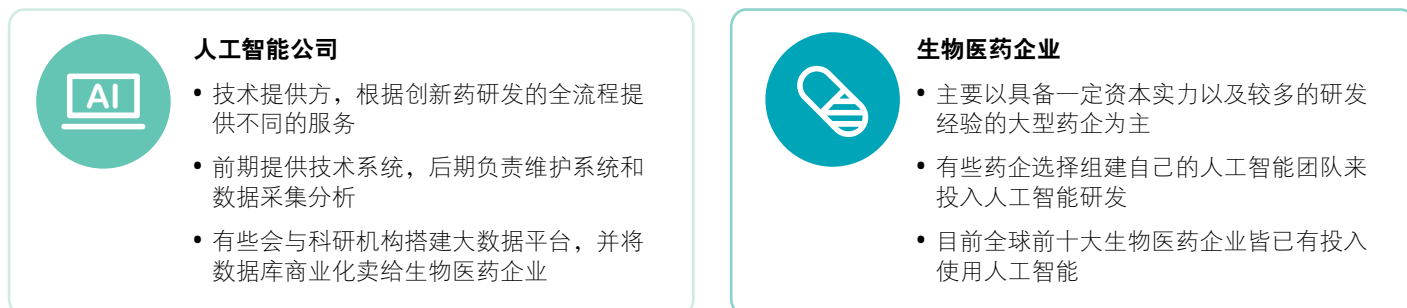 AI
人工智能公司
• 技术提供方，根据创新药研发的全流程提
供不同的服务
• 前期提供技术系统，后期负责维护系统和
数据采集分析
• 有些会与科研机构搭建大数据平台，并将
数据库商业化卖给生物医药企业
生物医药企业
• 主要以具备一定资本实力以及较多的研发
经验的大型药企为主
• 有些药企选择组建自己的人工智能团队来
投入人工智能研发
• 目前全球前十大生物医药企业皆已有投入
使用人工智能